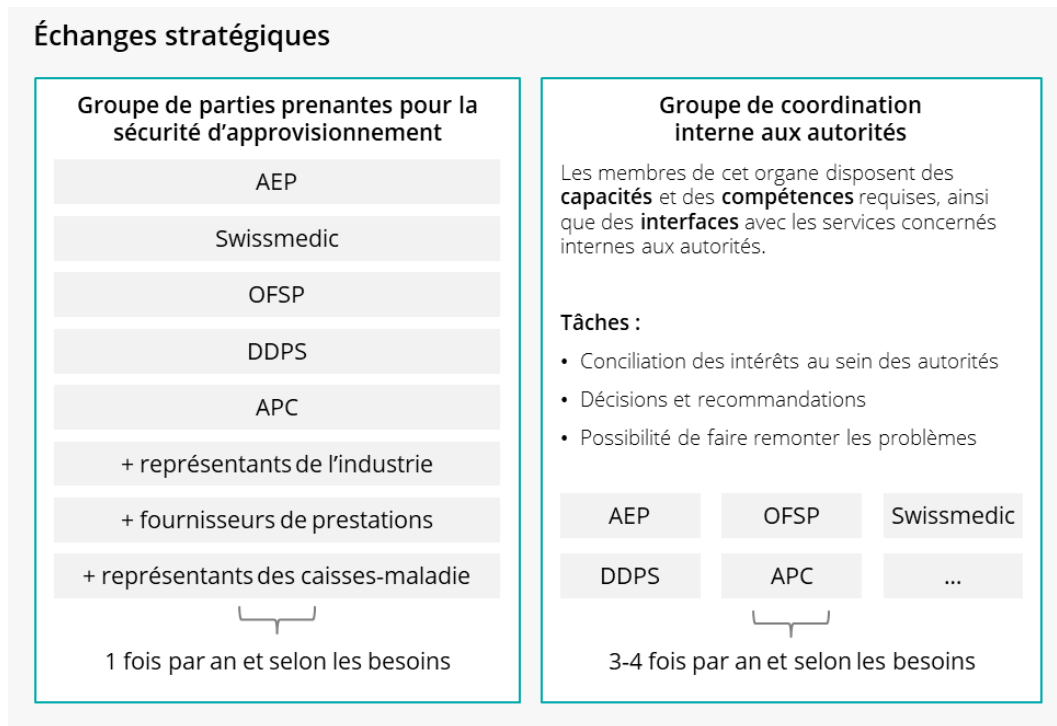 Échanges stratégiques
Groupe de parties prenantes pour la
sécurité d'approvisionnement
AEP
Swissmedic
OFSP
DDPS
APC
+ représentants de l'industrie
+ fournisseurs de prestations
+ représentants des caisses-maladie
1 fois par an et selon les besoins
Groupe de coordination
interne aux autorités
Les membres de cet organe disposent des
capacités et des compétences requises, ainsi
que des interfaces avec les services concernés
internes aux autorités.
Tâches :
• Conciliation des intérêts au sein des autorités
• Décisions et recommandations
• Possibilité de faire remonter les problèmes
AEP OFSP Swissmedic
DDPS APC ...
3-4 fois par an et selon les besoins